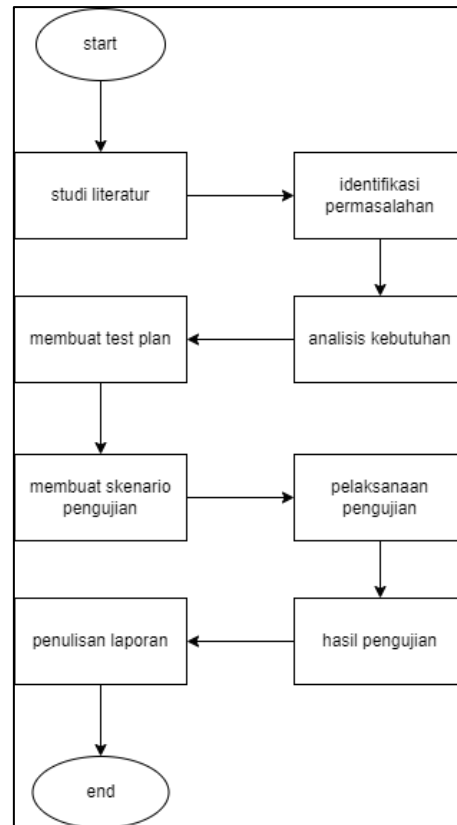 start
studi literatur
identifikasi
permasalahan
analisis kebutuhan
membuat test plan
membuat skenario
pengujian
pelaksanaan
pengujian
hasil pengujian
penulisan laporan
end